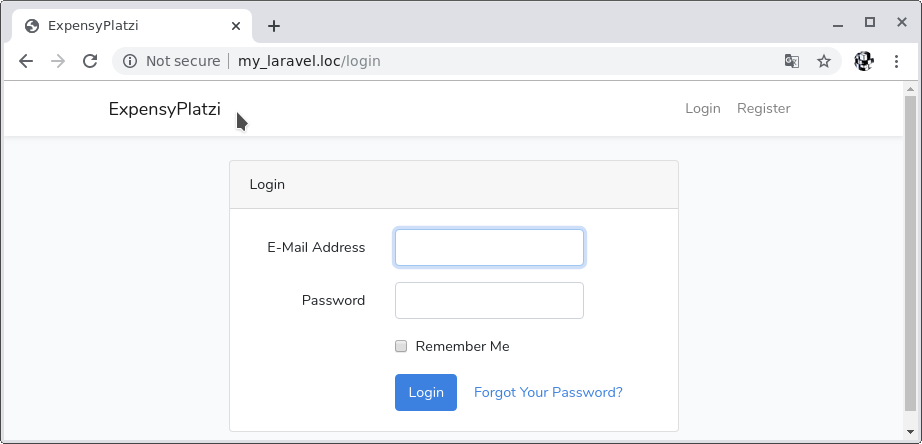 ExpensyPlatzi
Not secure | my_laravel.loc/login
ExpensyPlatzi Login Register
Login
E-Mail Address
Password
Remember Me
Login Forgot Your Password?